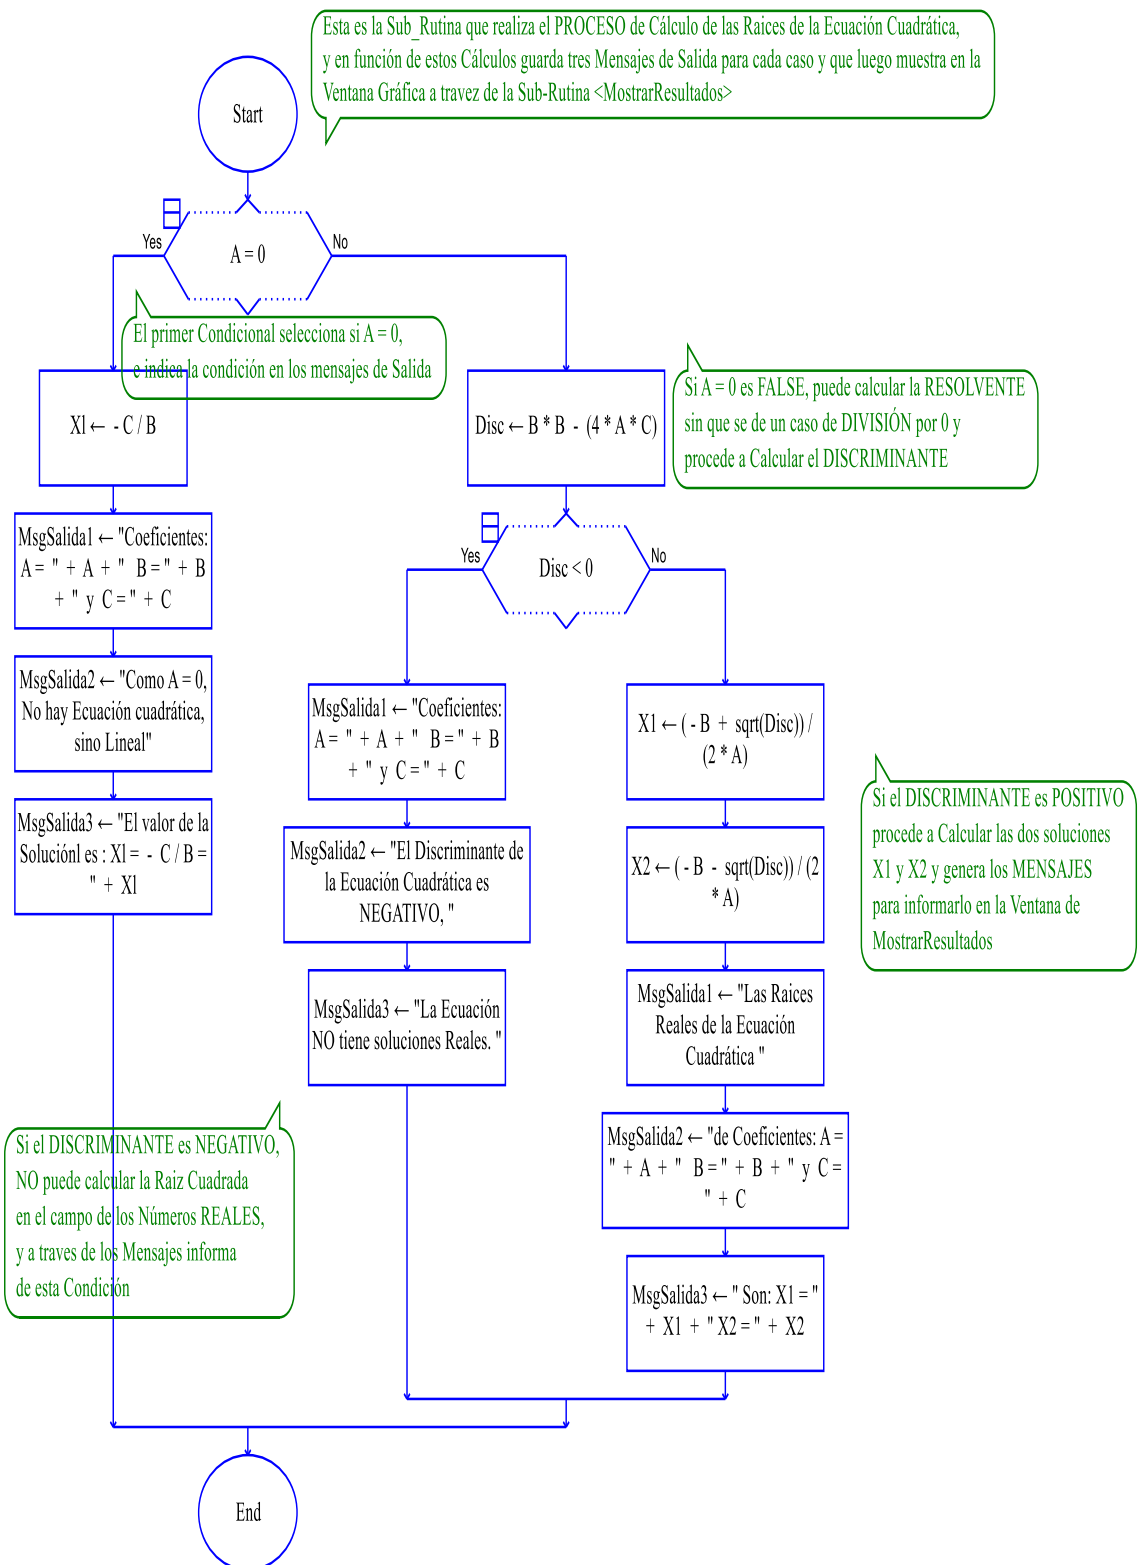 Esta es la Sub_Rutina que realiza el PROCESO de Cálculo de las Raices de la Ecuación Cuadrática,
y en función de estos Cálculos guarda tres Mensajes de Salida para cada caso y que luego muestra en la
Ventana Gráfica a travez de la Sub-Rutina <MostrarResultados>
Start
A = 0
Yes
No
El primer Condicional selecciona si A = 0,
e indica la condición en los mensajes de Salida
Xl ← - C / B
Disc ← B * B - (4 * A * C)
Si A = 0 es FALSE, puede calcular la RESOLVENTE
sin que se de un caso de DIVISIÓN por 0 y
procede a Calcular el DISCRIMINANTE
MsgSalida1 ← "Coeficientes:
A = " + A + " B = " + B
+ " y C = " + C
MsgSalida2 ← "Como A = 0,
No hay Ecuación cuadrática,
sino Lineal"
MsgSalida3 ← "El valor de la
Soluciónl es : Xl = - C / B =
" + Xl
Disc < 0
Yes
No
MsgSalida1 ← "Coeficientes:
A = " + A + " B = " + B
+ " y C = " + C
MsgSalida2 ← "El Discriminante de
la Ecuación Cuadrática es
NEGATIVO, "
MsgSalida3 ← "La Ecuación
NO tiene soluciones Reales. "
X1 ← ( - B + sqrt(Disc)) /
(2 * A)
X2 ← ( - B - sqrt(Disc)) / (2
* A)
MsgSalida1 ← "Las Raices
Reales de la Ecuación
Cuadrática "
MsgSalida2 ← "de Coeficientes: A =
" + A + " B = " + B + " y C =
" + C
MsgSalida3 ← " Son: X1 = "
+ X1 + " X2 = " + X2
Si el DISCRIMINANTE es POSITIVO
procede a Calcular las dos soluciones
X1 y X2 y genera los MENSAJES
para informarlo en la Ventana de
MostrarResultados
Si el DISCRIMINANTE es NEGATIVO,
NO puede calcular la Raiz Cuadrada
en el campo de los Números REALES,
y a traves de los Mensajes informa
de esta Condición
End